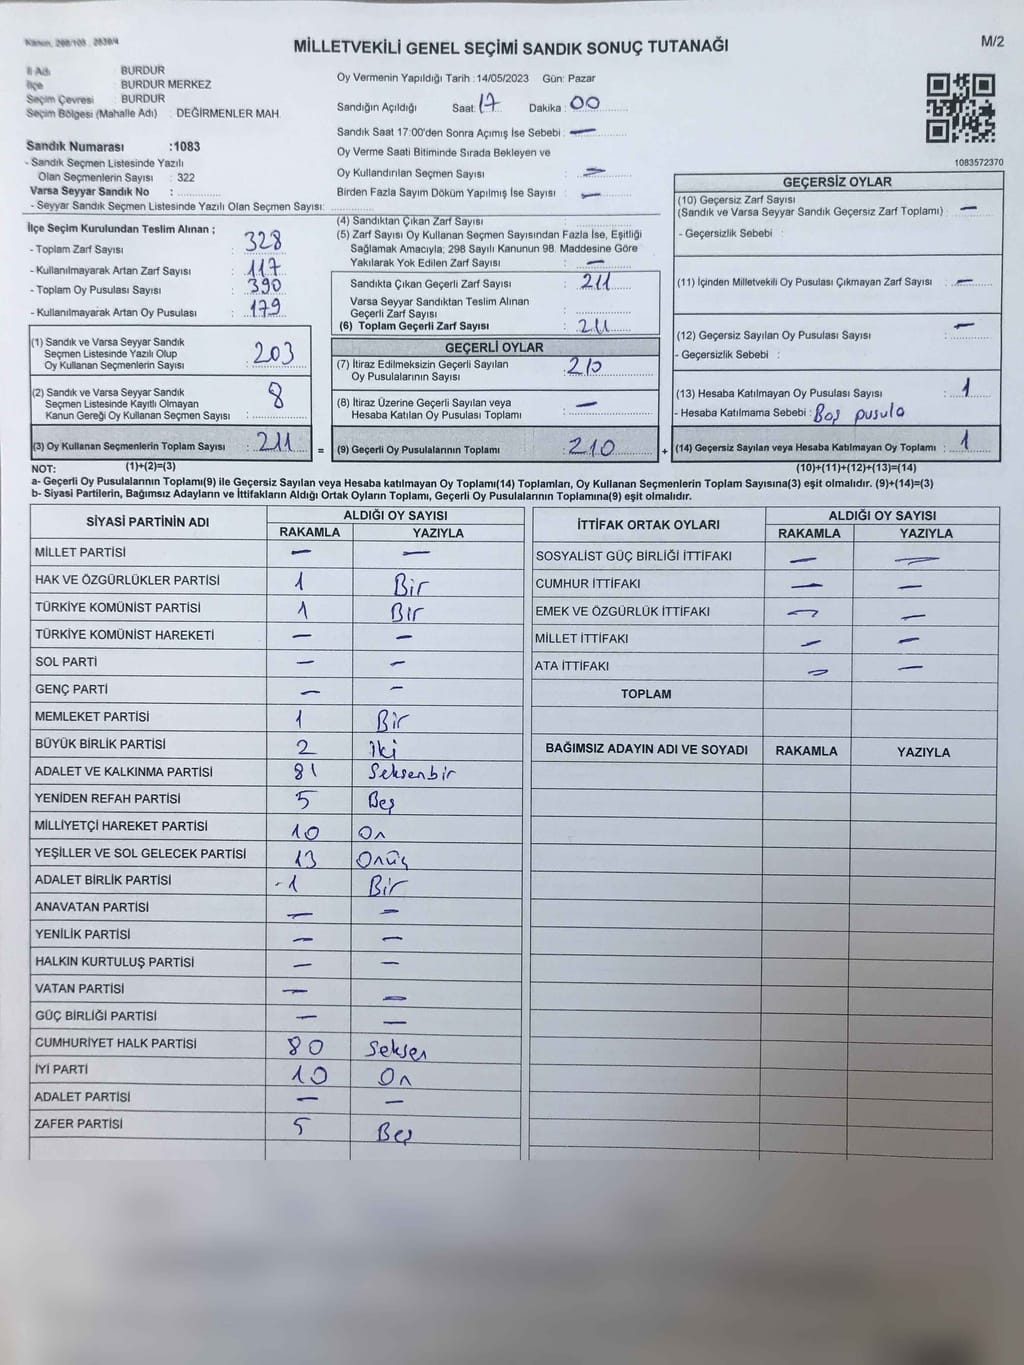 MİLLETVEKİLİ GENEL SEÇİMİ SANDIK SONUÇ TUTANAĞI
M/2
İl Adı BURDUR
İlçe BURDUR MERKEZ
Seçim Çevresi BURDUR
Seçim Bölgesi (Mahalle Adı) : DEĞİRMENLER MAH.
Sandık Numarası :1083
- Sandık Seçmen Listesinde Yazılı
Olan Seçmenlerin Sayısı : 322
Varsa Seyyar Sandık No :
- Seyyar Sandık Seçmen Listesinde Yazılı Olan Seçmen Sayısı:
Oy Vermenin Yapıldığı Tarih :14/05/2023 Gün: Pazar
Sandığın Açıldığı Saat: 17 Dakika : 00
Sandık Saat 17:00'den Sonra Açımış İse Sebebi : —
Oy Verme Saati Bitiminde Sırada Bekleyen ve
Oy Kullandırılan Seçmen Sayısı : —
Birden Fazla Sayım Döküm Yapılmış İse Sayısı : —
1083572370
İlçe Seçim Kurulundan Teslim Alınan ;
- Toplam Zarf Sayısı : 328
- Kullanılmayarak Artan Zarf Sayısı : 117
- Toplam Oy Pusulası Sayısı : 390
- Kullanılmayarak Artan Oy Pusulası : 179
(1) Sandık ve Varsa Seyyar Sandık
Seçmen Listesinde Yazılı Olup
Oy Kullanan Seçmenlerin Sayısı : 203
(2) Sandık ve Varsa Seyyar Sandık
Seçmen Listesinde Kayıtlı Olmayan
Kanun Gereği Oy Kullanan Seçmen Sayısı : 8
(3) Oy Kullanan Seçmenlerin Toplam Sayısı : 211
(4) Sandıktan Çıkan Zarf Sayısı :
(5) Zarf Sayısı Oy Kullanan Seçmen Sayısından Fazla İse, Eşitliği
Sağlamak Amacıyla; 298 Sayılı Kanunun 98. Maddesine Göre
Yakılarak Yok Edilen Zarf Sayısı : —
Sandıkta Çıkan Geçerli Zarf Sayısı : 211
Varsa Seyyar Sandıktan Teslim Alınan
Geçerli Zarf Sayısı :
(6) Toplam Geçerli Zarf Sayısı : 211
GEÇERLİ OYLAR
(7) İtiraz Edilmeksizin Geçerli Sayılan
Oy Pusulalarının Sayısı : 210
(8) İtiraz Üzerine Geçerli Sayılan veya
Hesaba Katılan Oy Pusulası Toplamı : —
= (9) Geçerli Oy Pusulalarının Toplamı : 210
GEÇERSİZ OYLAR
(10) Geçersiz Zarf Sayısı
(Sandık ve Varsa Seyyar Sandık Geçersiz Zarf Toplamı) : —
- Geçersizlik Sebebi :
(11) İçinden Milletvekili Oy Pusulası Çıkmayan Zarf Sayısı : —
(12) Geçersiz Sayılan Oy Pusulası Sayısı : —
- Geçersizlik Sebebi :
(13) Hesaba Katılmayan Oy Pusulası Sayısı : 1
- Hesaba Katılmama Sebebi : Boş pusula
+ (14) Geçersiz Sayılan veya Hesaba Katılmayan Oy Toplamı : 1
NOT: (1)+(2)=(3)
(10)+(11)+(12)+(13)=(14)
a- Geçerli Oy Pusulalarının Toplamı(9) ile Geçersiz Sayılan veya Hesaba katılmayan Oy Toplamı(14) Toplamları, Oy Kullanan Seçmenlerin Toplam Sayısına(3) eşit olmalıdır. (9)+(14)=(3)
b- Siyasi Partilerin, Bağımsız Adayların ve İttifakların Aldığı Ortak Oyların Toplamı, Geçerli Oy Pusulalarının Toplamına(9) eşit olmalıdır.
SİYASİ PARTİNİN ADI ALDIĞI OY SAYISI
RAKAMLA YAZIYLA
MİLLET PARTİSİ — —
HAK VE ÖZGÜRLÜKLER PARTİSİ 1 Bir
TÜRKİYE KOMÜNİST PARTİSİ 1 Bir
TÜRKİYE KOMÜNİST HAREKETİ — —
SOL PARTİ — —
GENÇ PARTİ — —
MEMLEKET PARTİSİ 1 Bir
BÜYÜK BİRLİK PARTİSİ 2 iki
ADALET VE KALKINMA PARTİSİ 81 Seksenbir
YENİDEN REFAH PARTİSİ 5 Beş
MİLLİYETÇİ HAREKET PARTİSİ 10 On
YEŞİLLER VE SOL GELECEK PARTİSİ 13 Onüç
ADALET BİRLİK PARTİSİ -1 Bir
ANAVATAN PARTİSİ — —
YENİLİK PARTİSİ — —
HALKIN KURTULUŞ PARTİSİ — —
VATAN PARTİSİ — —
GÜÇ BİRLİĞİ PARTİSİ — —
CUMHURİYET HALK PARTİSİ 80 Seksen
İYİ PARTİ 10 On
ADALET PARTİSİ — —
ZAFER PARTİSİ 5 Beş
İTTİFAK ORTAK OYLARI ALDIĞI OY SAYISI
RAKAMLA YAZIYLA
SOSYALİST GÜÇ BİRLİĞİ İTTİFAKI — —
CUMHUR İTTİFAKI — —
EMEK VE ÖZGÜRLÜK İTTİFAKI — —
MİLLET İTTİFAKI — —
ATA İTTİFAKI — —
TOPLAM
BAĞIMSIZ ADAYIN ADI VE SOYADI RAKAMLA YAZIYLA